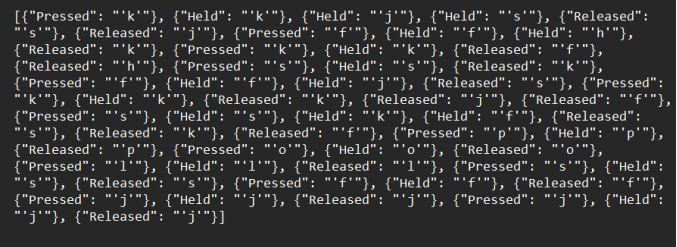 [{"Pressed": "'k'"}, {"Held": "'k'"}, {"Held": "'j'"}, {"Held": "'s'"}, {"Released":
"'s'"}, {"Released": "'j'"}, {"Pressed": "'f'"}, {"Held": "'f'"}, {"Held": "'h'"},
{"Released": "'k'"}, {"Pressed": "'k'"}, {"Held": "'k'"}, {"Released": "'f'"},
{"Released": "'h'"}, {"Pressed": "'s'"}, {"Held": "'s'"}, {"Released": "'k'"},
{"Pressed": "'f'"}, {"Held": "'f'"}, {"Held": "'j'"}, {"Released": "'s'"}, {"Pressed":
"'k'"}, {"Held": "'k'"}, {"Released": "'k'"}, {"Released": "'j'"}, {"Released": "'f'"},
{"Pressed": "'s'"}, {"Held": "'s'"}, {"Held": "'k'"}, {"Held": "'f'"}, {"Released":
"'s'"}, {"Released": "'k'"}, {"Released": "'f'"}, {"Pressed": "'p'"}, {"Held": "'p'"},
{"Released": "'p'"}, {"Pressed": "'o'"}, {"Held": "'o'"}, {"Released": "'o'"},
{"Pressed": "'l'"}, {"Held": "'l'"}, {"Released": "'l'"}, {"Pressed": "'s'"}, {"Held":
"'s'"}, {"Released": "'s'"}, {"Pressed": "'f'"}, {"Held": "'f'"}, {"Released": "'f'"},
{"Pressed": "'j'"}, {"Held": "'j'"}, {"Released": "'j'"}, {"Pressed": "'j'"}, {"Held":
"'j'"}, {"Released": "'j'"}]